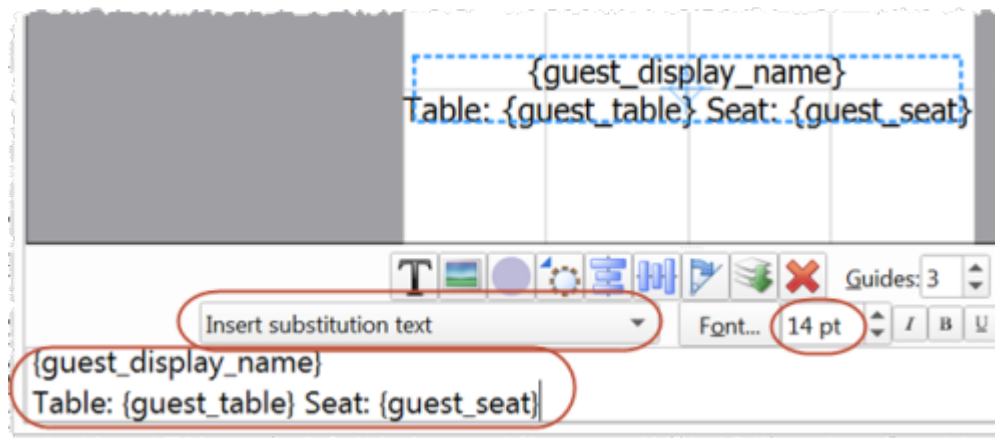 {guest_display_name}
Table: {guest_table} Seat: {guest_seat}
T Guides: 3
Insert substitution text Font... 14 pt I B U
{guest_display_name}
Table: {guest_table} Seat: {guest_seat}